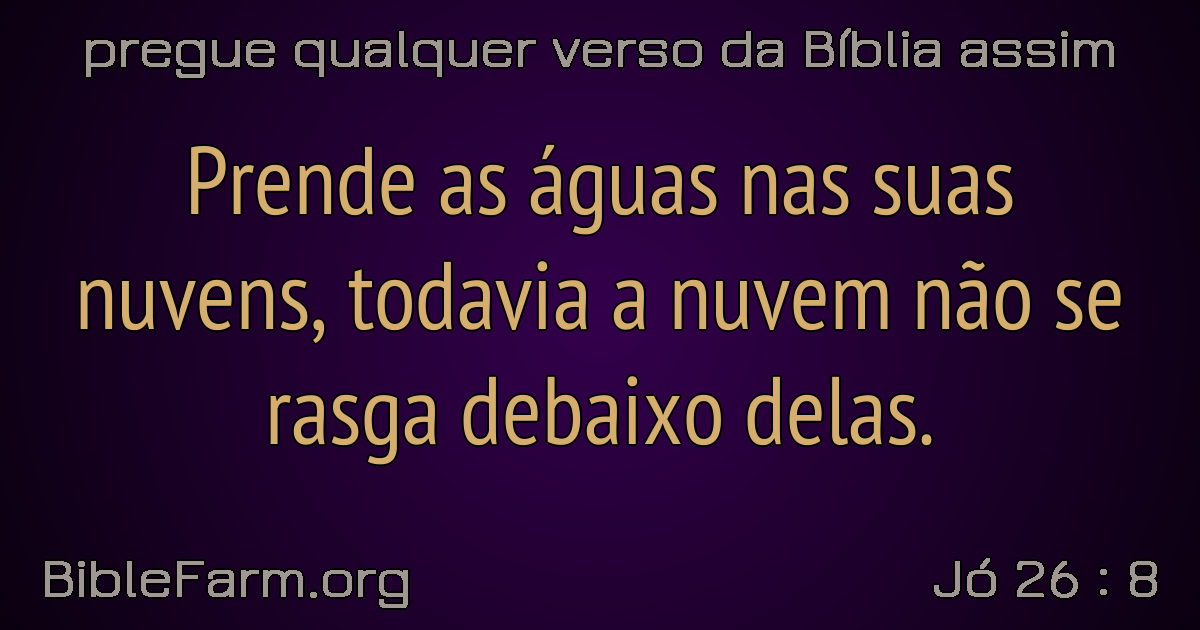 pregue qualquer verso da Bíblia assim
Prende as águas nas suas
nuvens, todavia a nuvem não se
rasga debaixo delas.
BibleFarm.org
Jó 26 : 8